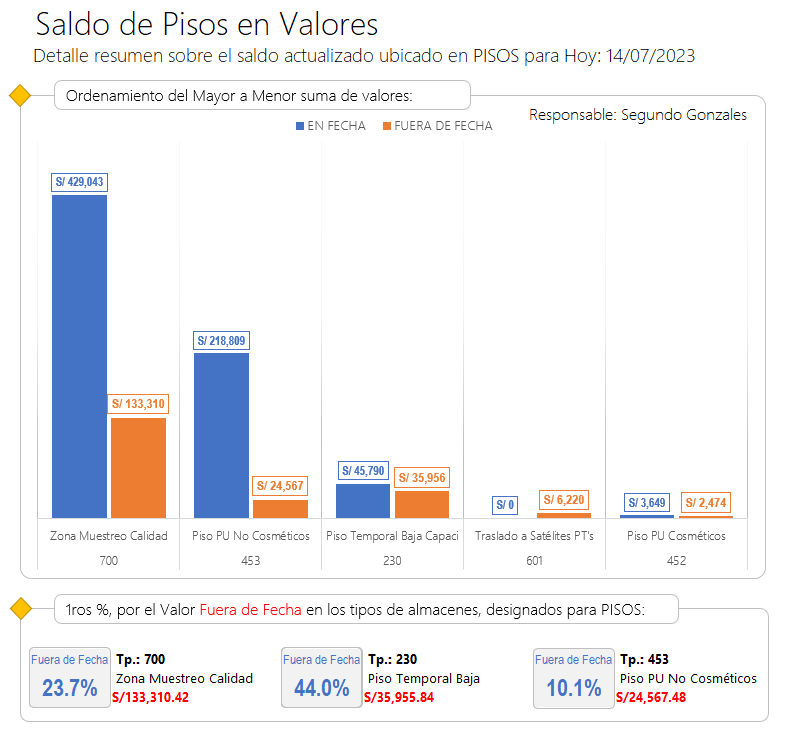 Saldo de Pisos en Valores
Detalle resumen sobre el saldo actualizado ubicado en PISOS para Hoy: 14/07/2023
Ordenamiento del Mayor a Menor suma de valores:
Responsable: Segundo Gonzales
EN FECHA FUERA DE FECHA
S/ 429,043
S/ 218,809
S/ 133,310
S/ 45,790
S/ 35,956
S/ 24,567
S/ 0
S/ 6,220
S/ 3,649
S/ 2,474
Zona Muestreo Calidad Piso PU No Cosméticos Piso Temporal Baja Capaci Traslado a Satélites PT's Piso PU Cosméticos
700 453 230 601 452
1ros %, por el Valor Fuera de Fecha en los tipos de almacenes, designados para PISOS:
Fuera de Fecha
23.7%
Tp.: 700
Zona Muestreo Calidad
S/133,310.42
Fuera de Fecha
44.0%
Tp.: 230
Piso Temporal Baja
S/35,955.84
Fuera de Fecha
10.1%
Tp.: 453
Piso PU No Cosméticos
S/24,567.48